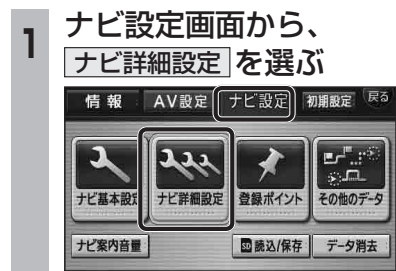 1
ナビ設定画面から、
ナビ詳細設定 を選ぶ
情報 AV設定 ナビ設定 初期設定 戻る
ナビ基本設定 ナビ詳細設定 登録ポイント その他のデータ
ナビ案内音量 SD 読込/保存 データ消去